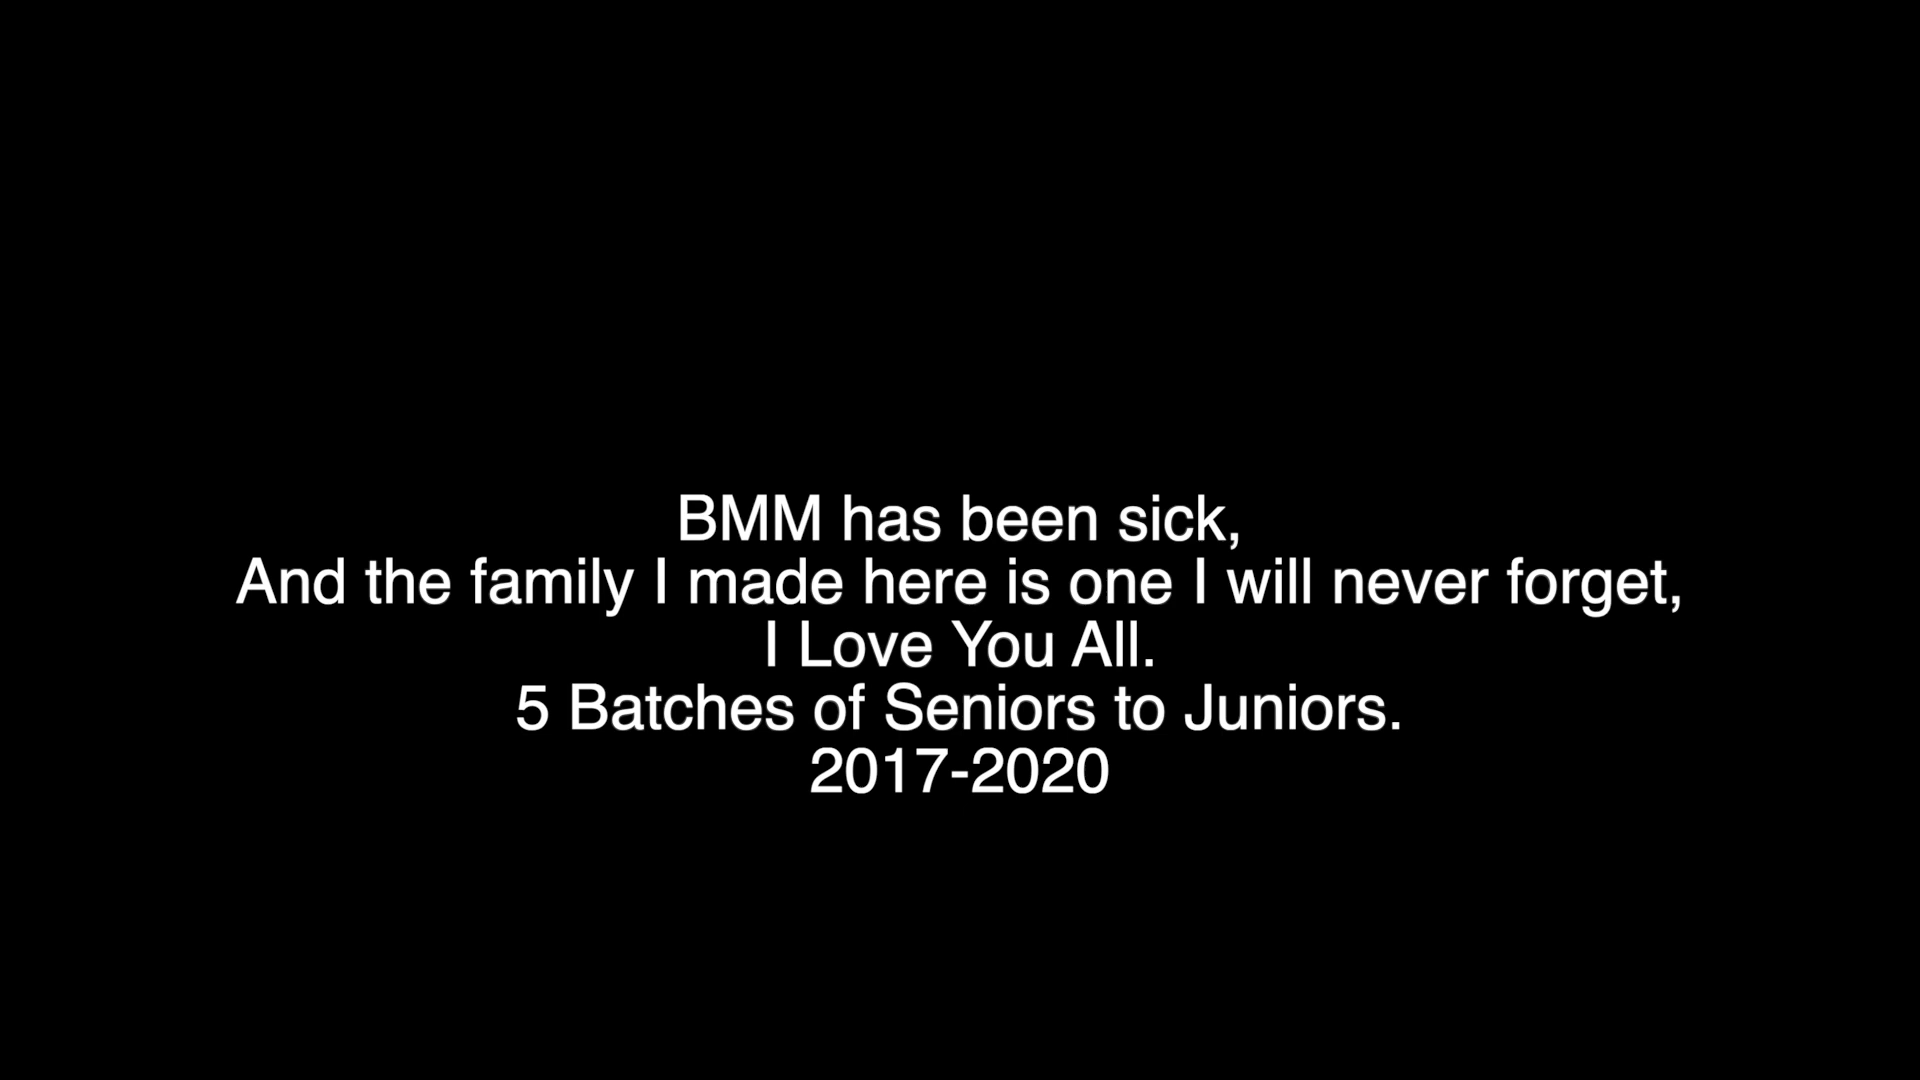 BMM has been sick,
And the family I made here is one I will never forget,
I Love You All.
5 Batches of Seniors to Juniors.
2017-2020